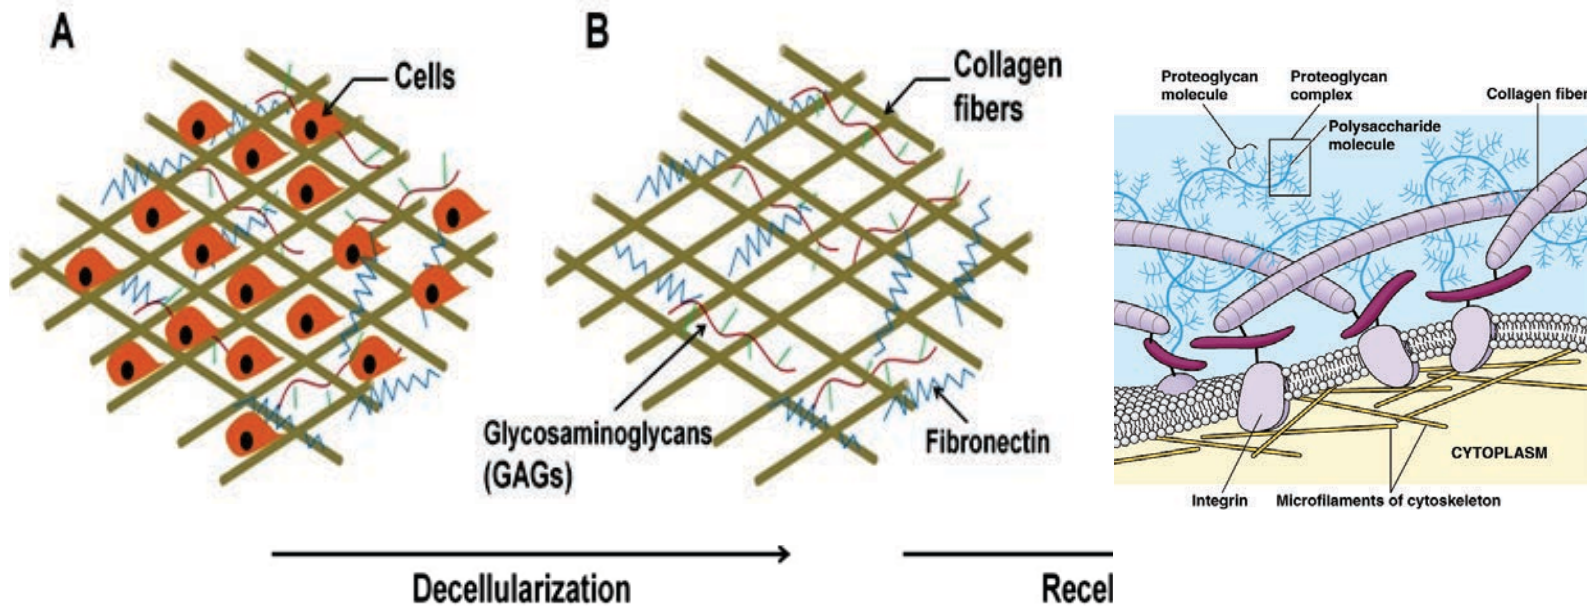 A
Cells
B
Collagen
fibers
Glycosaminoglycans
(GAGs)
Fibronectin
Decellularization
Recel
Proteoglycan
molecule
Proteoglycan
complex
Collagen fiber
Polysaccharide
molecule
CYTOPLASM
Integrin
Microfilaments of cytoskeleton